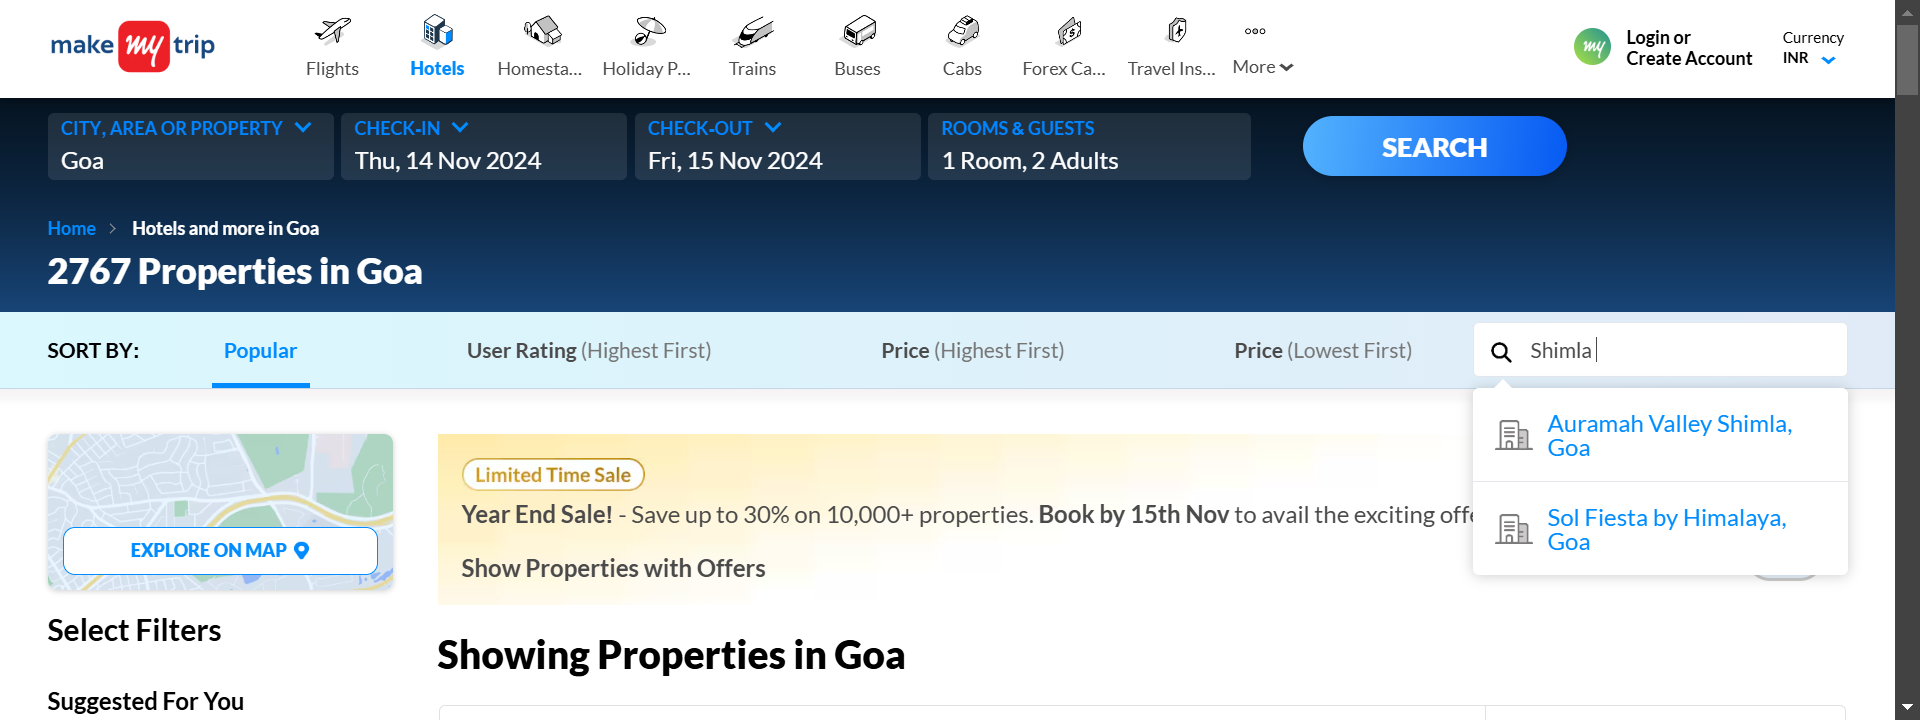 make my trip
Flights
Hotels
Homesta...
Holiday P...
Trains
Buses
Cabs
Forex Ca...
Travel Ins...
More
my
Login or
Create Account
Currency
INR
CITY, AREA OR PROPERTY
Goa
CHECK-IN
Thu, 14 Nov 2024
CHECK-OUT
Fri, 15 Nov 2024
ROOMS & GUESTS
1 Room, 2 Adults
SEARCH
Home > Hotels and more in Goa
2767 Properties in Goa
SORT BY:
Popular
User Rating (Highest First)
Price (Highest First)
Price (Lowest First)
Shimla
Auramah Valley Shimla,
Goa
Sol Fiesta by Himalaya,
Goa
EXPLORE ON MAP
Limited Time Sale
Year End Sale! - Save up to 30% on 10,000+ properties. Book by 15th Nov to avail the exciting offe
Show Properties with Offers
Select Filters
Showing Properties in Goa
Suggested For You